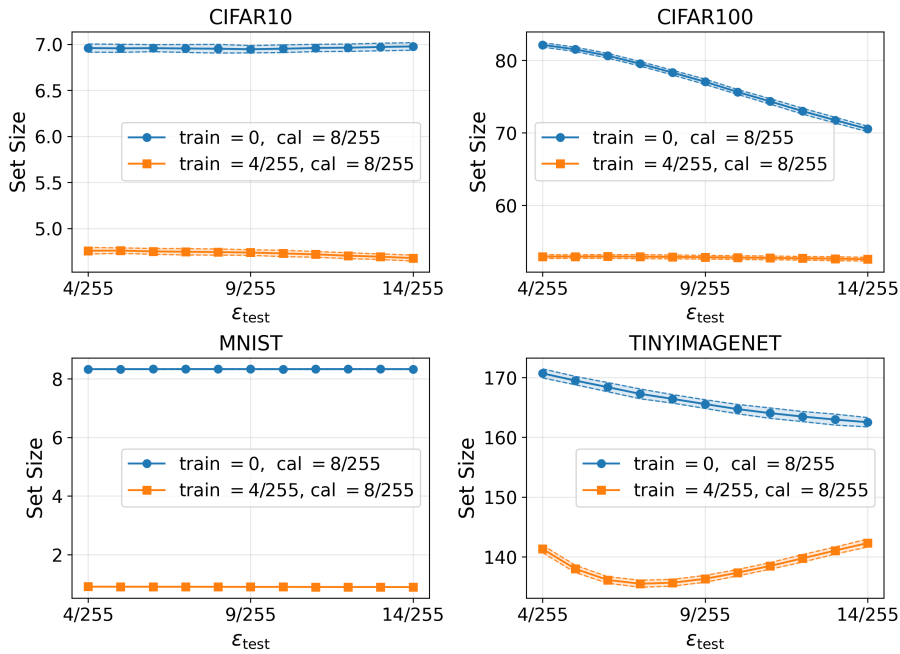 CIFAR10
7.0
6.5
6.0
5.5
5.0
Set Size
train = 0, cal = 8/255
train = 4/255, cal = 8/255
4/255
9/255
14/255
ε_test
CIFAR100
80
70
60
Set Size
train = 0, cal = 8/255
train = 4/255, cal = 8/255
4/255
9/255
14/255
ε_test
MNIST
8
6
4
2
Set Size
train = 0, cal = 8/255
train = 4/255, cal = 8/255
4/255
9/255
14/255
ε_test
TINYIMAGENET
170
160
150
140
Set Size
train = 0, cal = 8/255
train = 4/255, cal = 8/255
4/255
9/255
14/255
ε_test